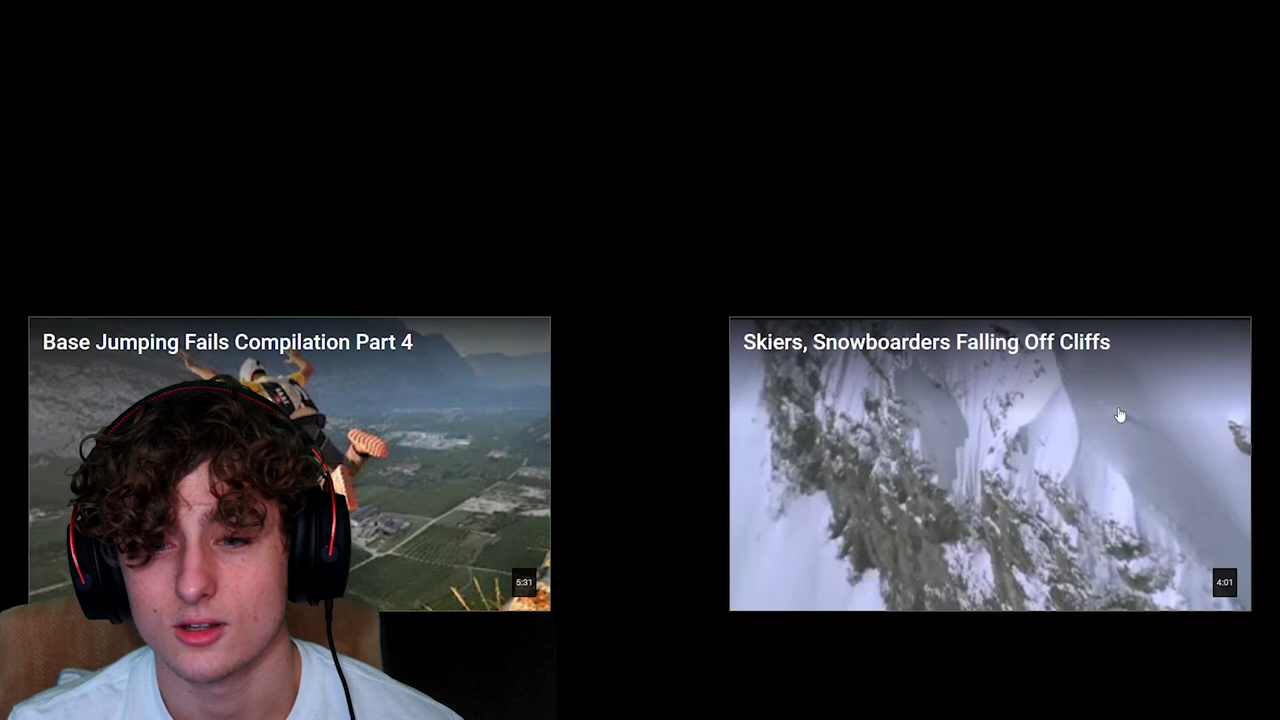 Base Jumping Fails Compilation Part 4
Skiers, Snowboarders Falling Off Cliffs
5:31
4:01